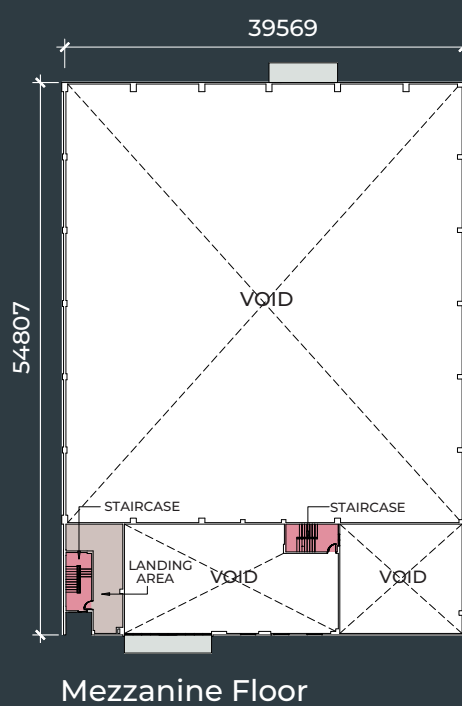 39569
54807
VOID
STAIRCASE
STAIRCASE
LANDING
AREA
VOID
VOID
Mezzanine Floor